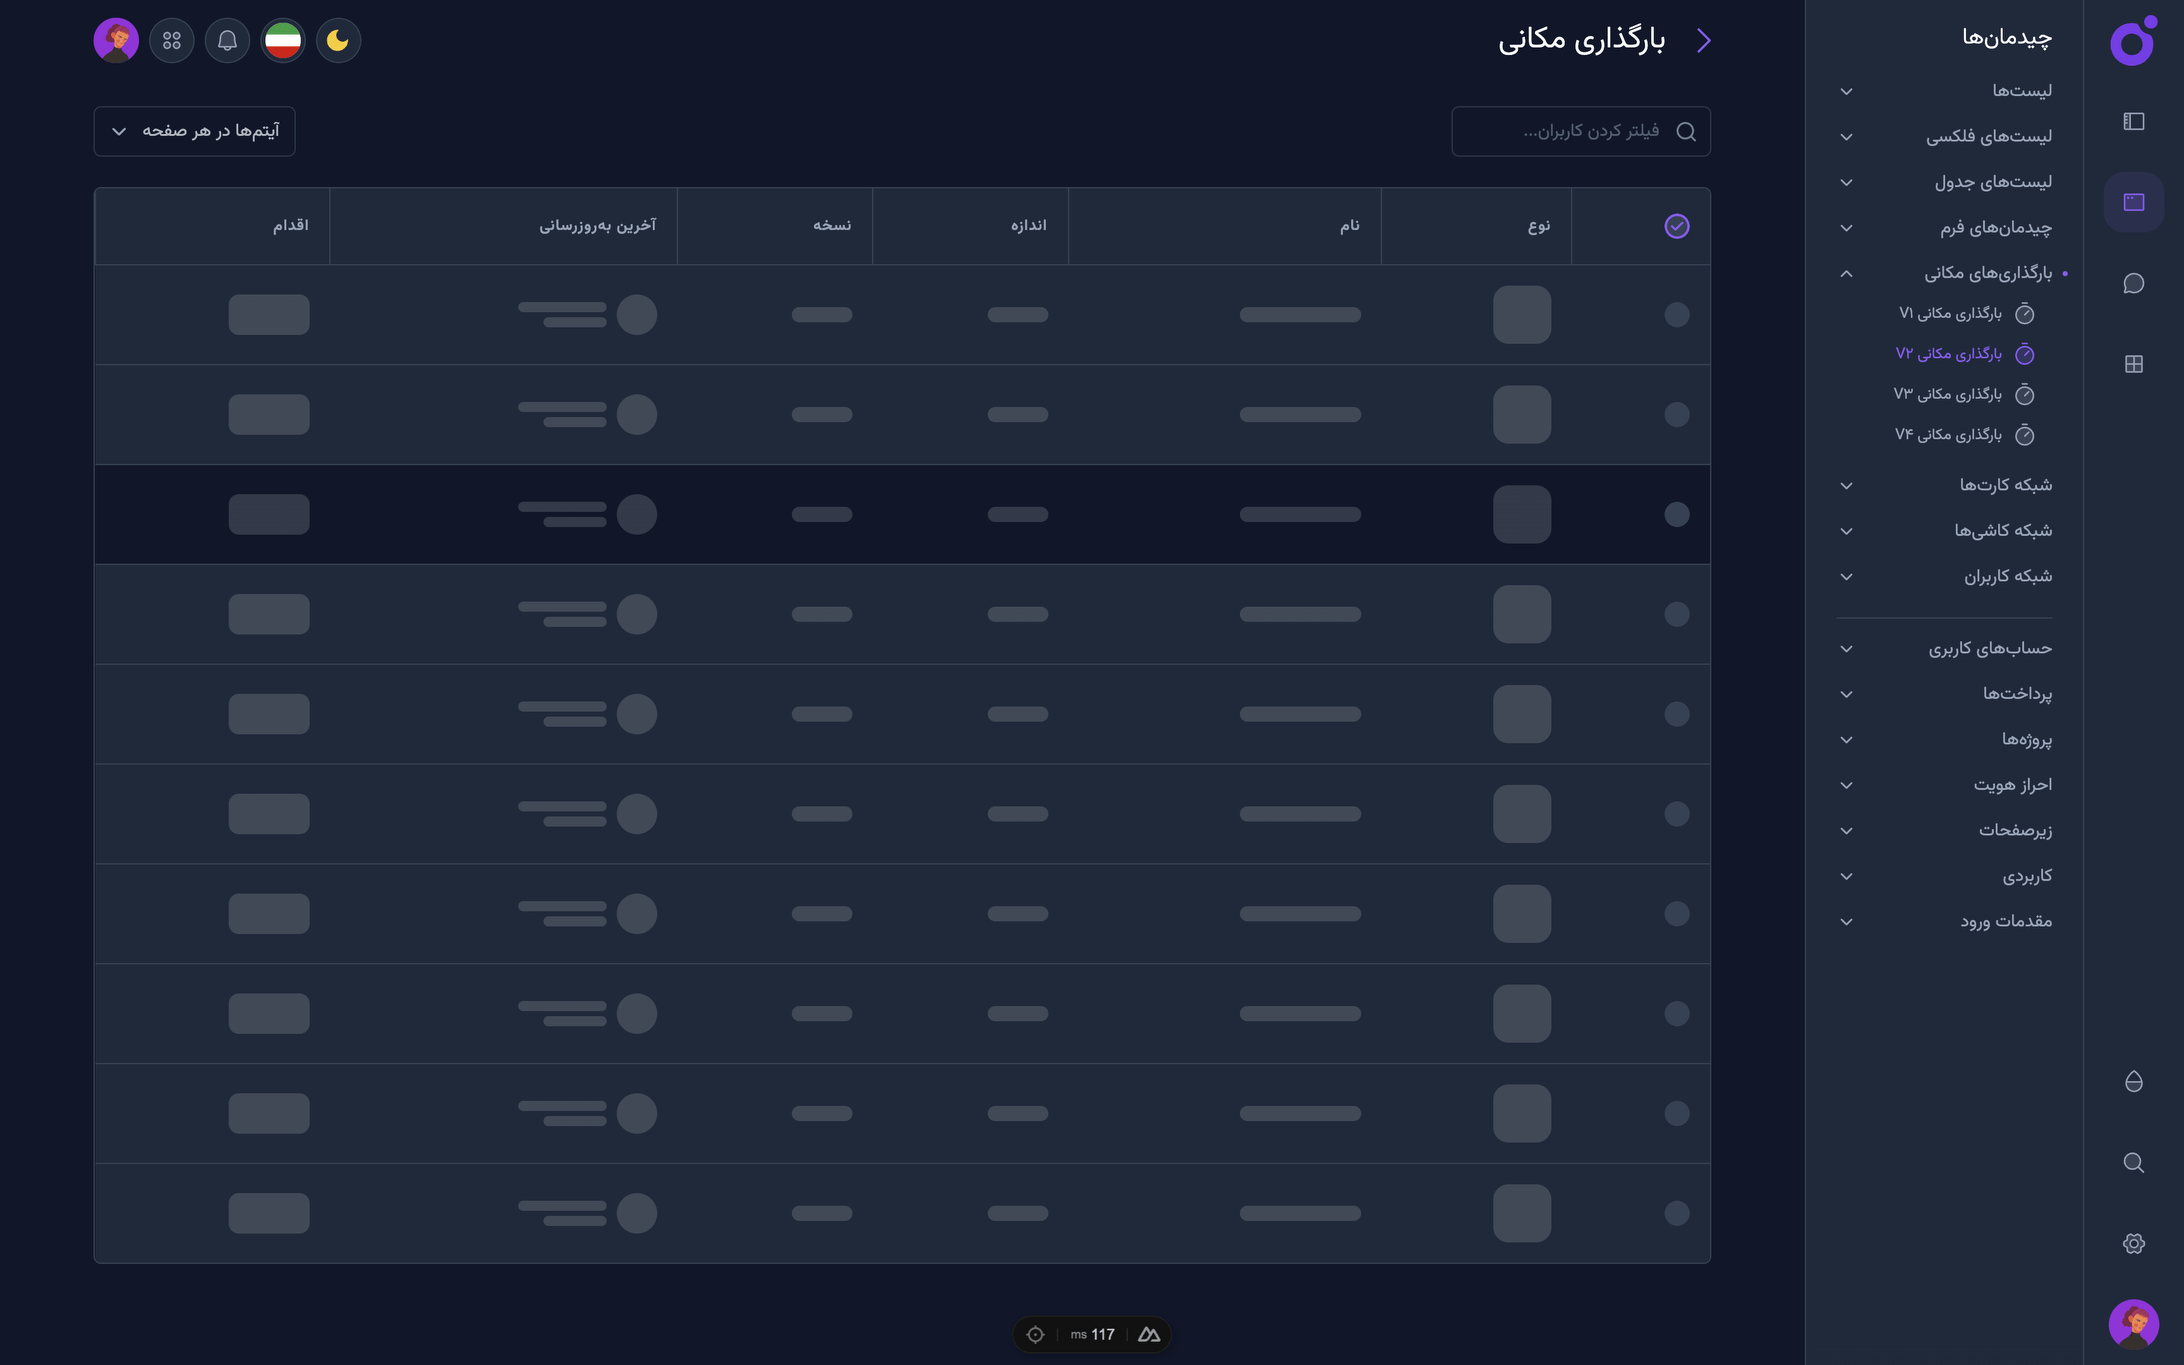 چیدمان‌ها
لیست‌ها
لیست‌های فلکسی
لیست‌های جدول
چیدمان‌های فرم
بارگذاری‌های مکانی
بارگذاری مکانی V۱
بارگذاری مکانی V۲
بارگذاری مکانی V۳
بارگذاری مکانی V۴
شبکه کارت‌ها
شبکه کاشی‌ها
شبکه کاربران
حساب‌های کاربری
پرداخت‌ها
پروژه‌ها
احراز هویت
زیرصفحات
کاربردی
مقدمات ورود
بارگذاری مکانی
فیلتر کردن کاربران...
آیتم‌ها در هر صفحه
نوع نام اندازه نسخه آخرین به‌روزرسانی اقدام
117 ms